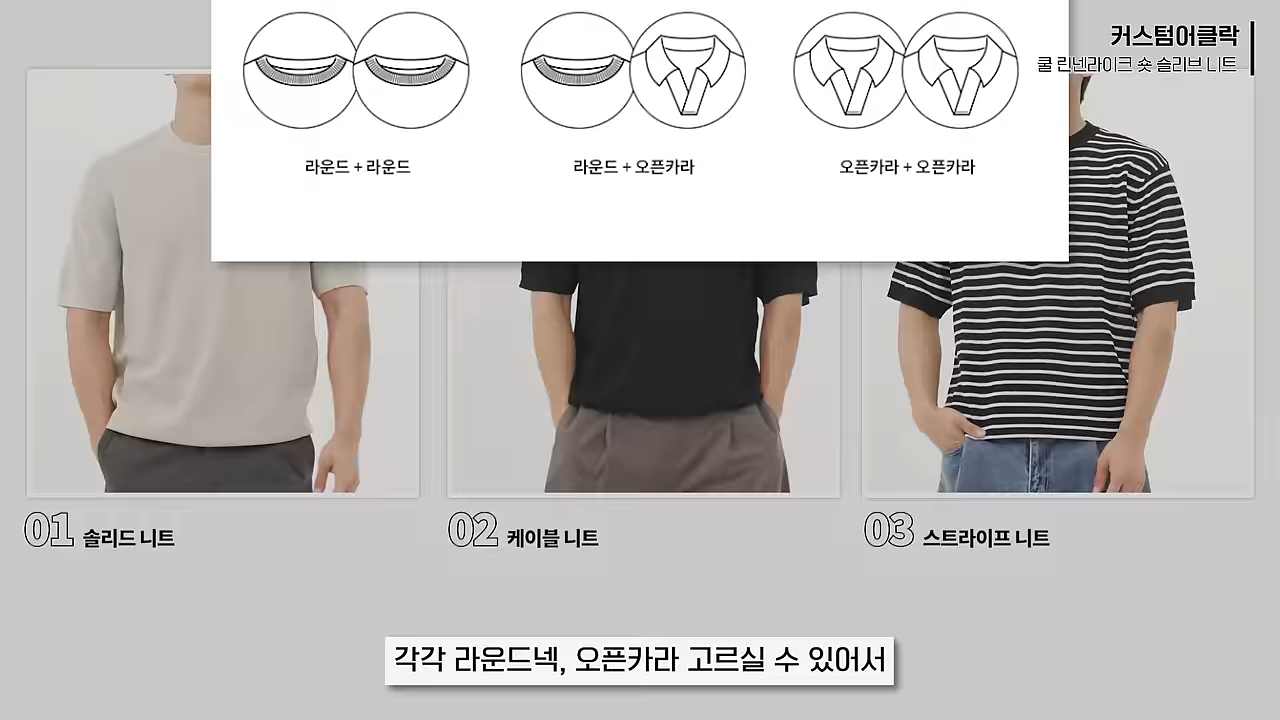 커스텀어클락
쿨 린넨라이크 숏 슬리브 니트
라운드 + 라운드
라운드 + 오픈카라
오픈카라 + 오픈카라
01 솔리드 니트
02 케이블 니트
03 스트라이프 니트
각각 라운드넥, 오픈카라 고르실 수 있어서